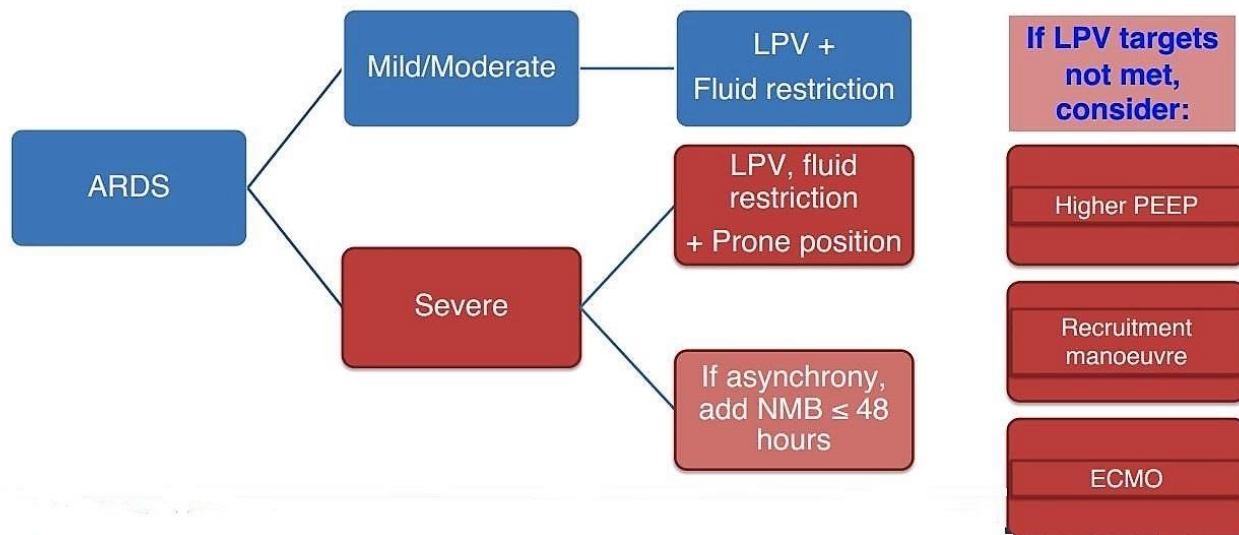 ARDS
Mild/Moderate
LPV +
Fluid restriction
Severe
LPV, fluid
restriction
+ Prone position
If asynchrony,
add NMB ≤ 48
hours
If LPV targets
not met,
consider:
Higher PEEP
Recruitment
manoeuvre
ECMO